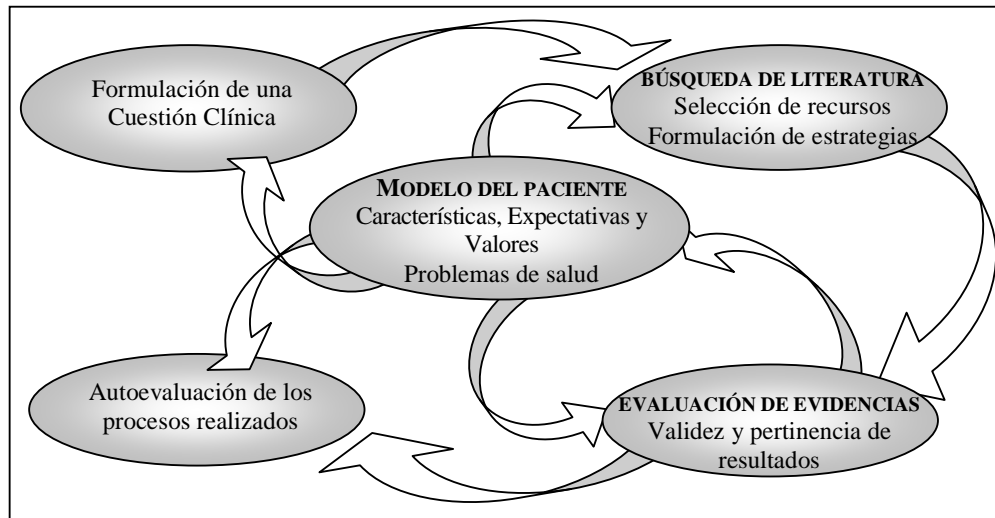 Formulación de una
Cuestión Clínica
BÚSQUEDA DE LITERATURA
Selección de recursos
Formulación de estrategias
MODELO DEL PACIENTE
Características, Expectativas y
Valores
Problemas de salud
Autoevaluación de los
procesos realizados
EVALUACIÓN DE EVIDENCIAS
Validez y pertinencia de
resultados